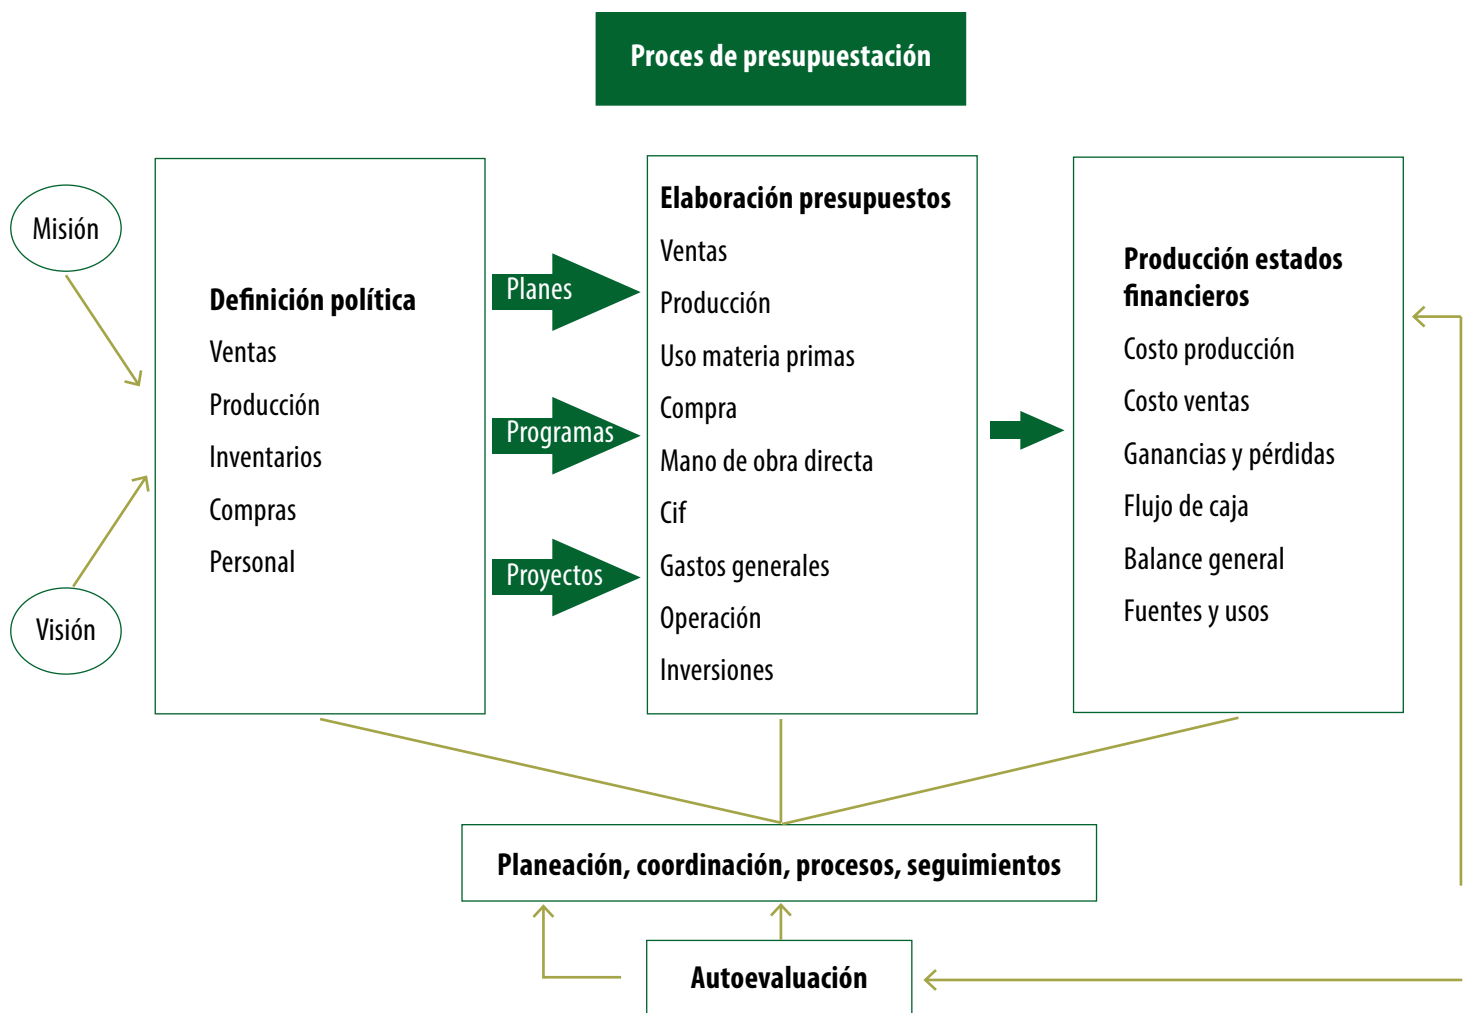 Proces de presupuestación
Misión
Visión
Definición política
Ventas
Producción
Inventarios
Compras
Personal
Planes
Programas
Proyectos
Elaboración presupuestos
Ventas
Producción
Uso materia primas
Compra
Mano de obra directa
Cif
Gastos generales
Operación
Inversiones
Producción estados
financieros
Costo producción
Costo ventas
Ganancias y pérdidas
Flujo de caja
Balance general
Fuentes y usos
Planeación, coordinación, procesos, seguimientos
Autoevaluación